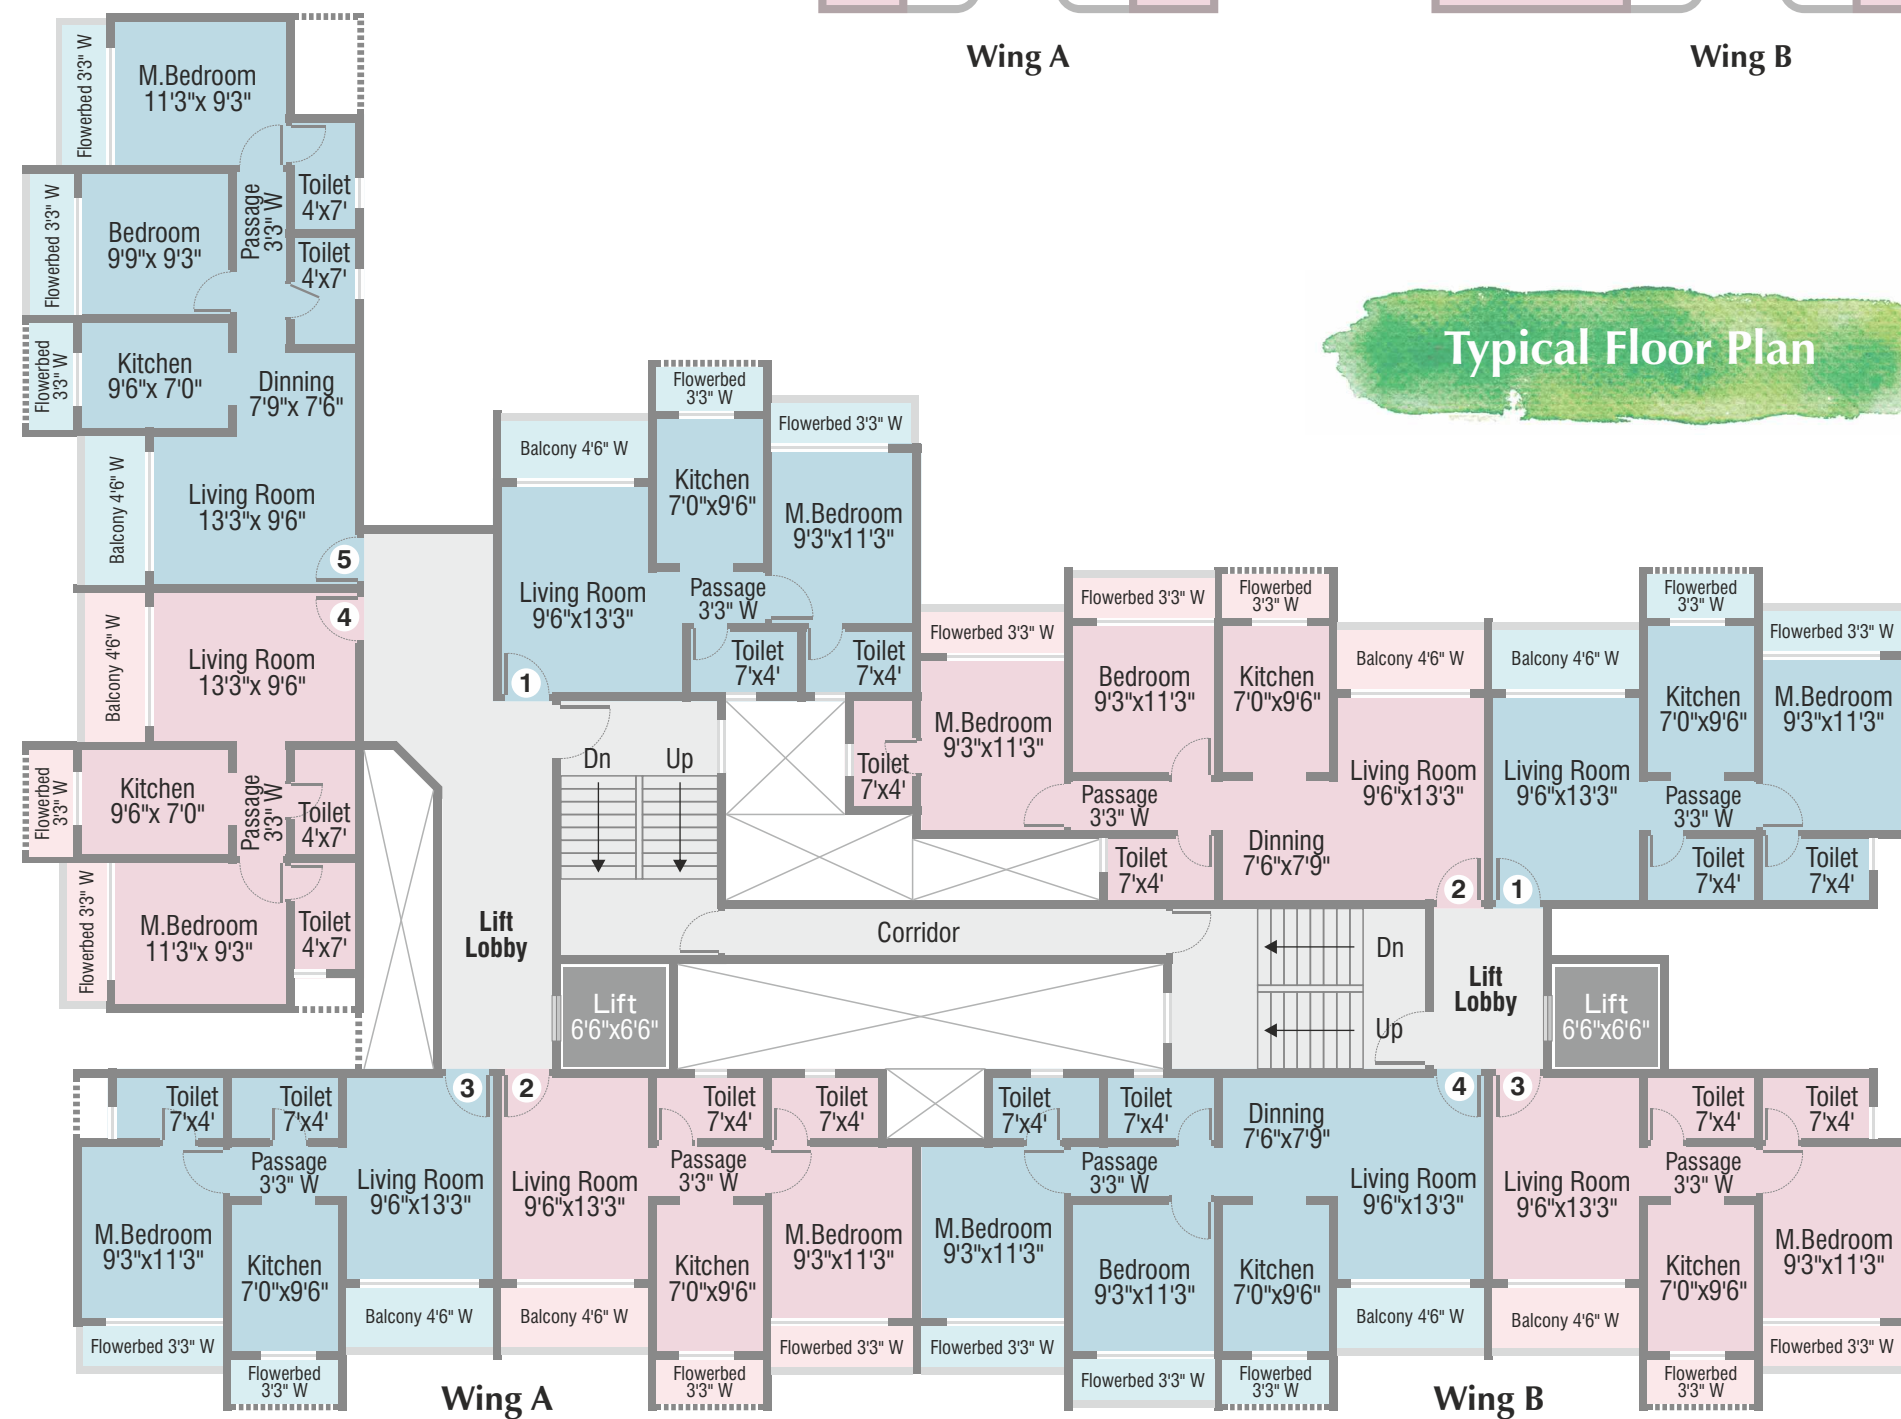 Wing A
Wing B
Typical Floor Plan
Flowerbed 3'3" W
M.Bedroom
11'3"x 9'3"
Toilet
4'x7'
Passage
3'3" W
Flowerbed 3'3" W
Bedroom
9'9"x 9'3"
Toilet
4'x7'
Flowerbed
3'3" W
Kitchen
9'6"x 7'0"
Dinning
7'9"x 7'6"
Balcony 4'6" W
Living Room
13'3"x 9'6"
5
4
Balcony 4'6" W
Living Room
13'3"x 9'6"
Flowerbed
3'3" W
Kitchen
9'6"x 7'0"
Passage
3'3" W
Toilet
4'x7'
Flowerbed 3'3" W
M.Bedroom
11'3"x 9'3"
Toilet
4'x7'
Flowerbed
3'3" W
Balcony 4'6" W
Flowerbed 3'3" W
Kitchen
7'0"x9'6"
M.Bedroom
9'3"x11'3"
Living Room
9'6"x13'3"
Passage
3'3" W
Toilet
7'x4'
Toilet
7'x4'
1
Dn
Up
Toilet
7'x4'
Flowerbed 3'3" W
M.Bedroom
9'3"x11'3"
Flowerbed 3'3" W
Bedroom
9'3"x11'3"
Flowerbed
3'3" W
Kitchen
7'0"x9'6"
Balcony 4'6" W
Living Room
9'6"x13'3"
Passage
3'3" W
Toilet
7'x4'
Dinning
7'6"x7'9"
2
1
Balcony 4'6" W
Living Room
9'6"x13'3"
Flowerbed
3'3" W
Kitchen
7'0"x9'6"
Flowerbed 3'3" W
M.Bedroom
9'3"x11'3"
Passage
3'3" W
Toilet
7'x4'
Toilet
7'x4'
Lift
Lobby
Corridor
Lift
6'6"x6'6"
Dn
Up
Lift
Lobby
Lift
6'6"x6'6"
Toilet
7'x4'
Toilet
7'x4'
3
2
Passage
3'3" W
Living Room
9'6"x13'3"
M.Bedroom
9'3"x11'3"
Kitchen
7'0"x9'6"
Balcony 4'6" W
Flowerbed 3'3" W
Flowerbed
3'3" W
Toilet
7'x4'
Toilet
7'x4'
Living Room
9'6"x13'3"
Passage
3'3" W
Kitchen
7'0"x9'6"
M.Bedroom
9'3"x11'3"
Balcony 4'6" W
Flowerbed 3'3" W
Flowerbed
3'3" W
Toilet
7'x4'
Toilet
7'x4'
Dinning
7'6"x7'9"
4
3
Passage
3'3" W
M.Bedroom
9'3"x11'3"
Bedroom
9'3"x11'3"
Kitchen
7'0"x9'6"
Living Room
9'6"x13'3"
Balcony 4'6" W
Flowerbed 3'3" W
Flowerbed 3'3" W
Flowerbed
3'3" W
Toilet
7'x4'
Toilet
7'x4'
Living Room
9'6"x13'3"
Passage
3'3" W
Kitchen
7'0"x9'6"
M.Bedroom
9'3"x11'3"
Balcony 4'6" W
Flowerbed 3'3" W
Flowerbed
3'3" W
Wing A
Wing B